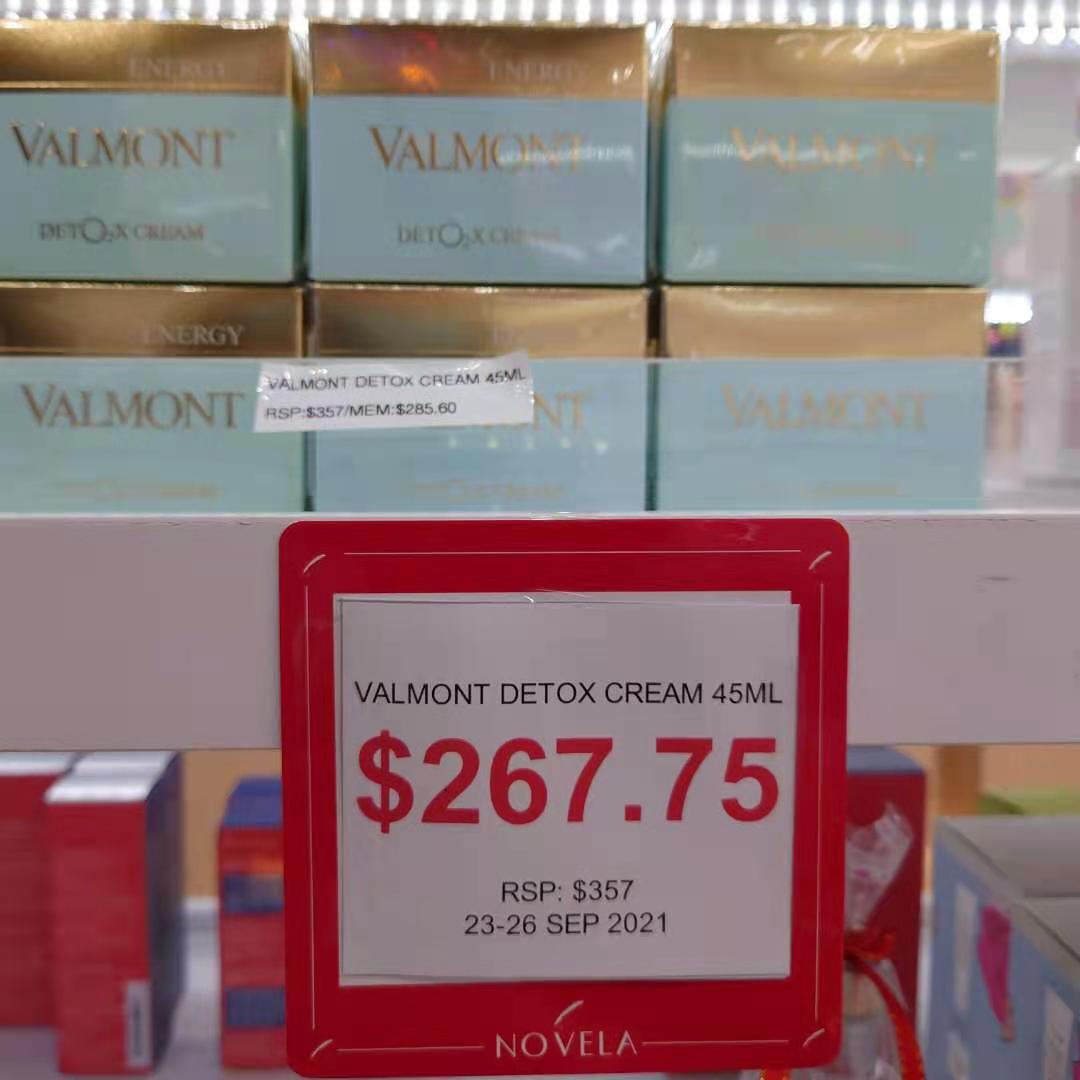 ENERGY
ENERGY
VALMONT
VALMONT
VALMONT
DETO₂X CREAM
DETO₂X CREAM
ENERGY
VALMONT
VALMONT DETOX CREAM 45ML
RSP:$357/MEM:$285.60
VALMONT
VALMONT DETOX CREAM 45ML
$267.75
RSP: $357
23-26 SEP 2021
NOVELA